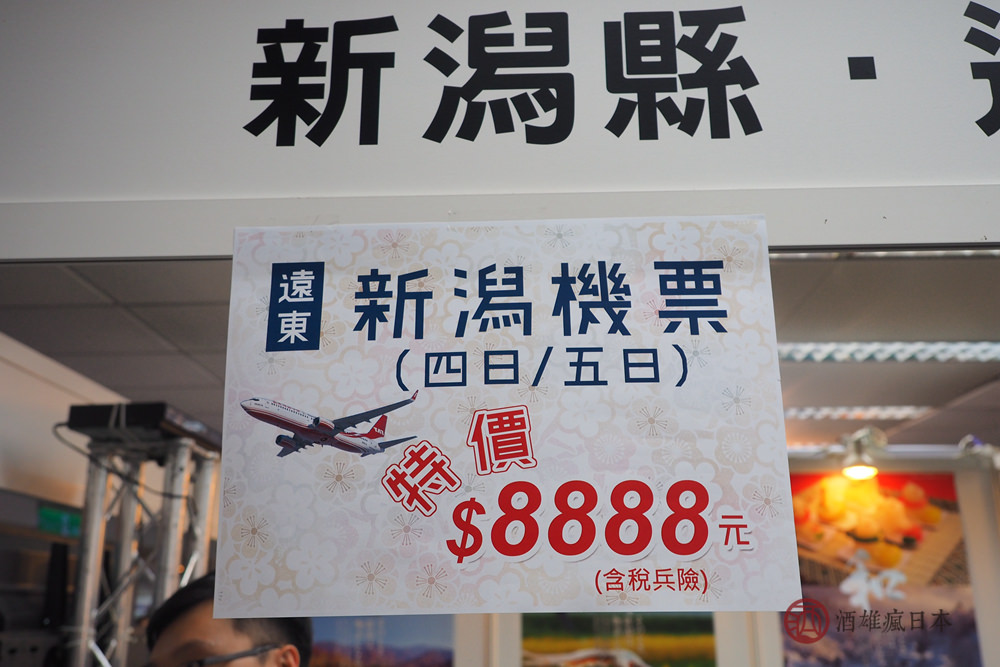 新潟縣·
遠東
新潟機票
(四日/五日)
特價
$8888元
(含稅兵險)
酒雄瘋日本